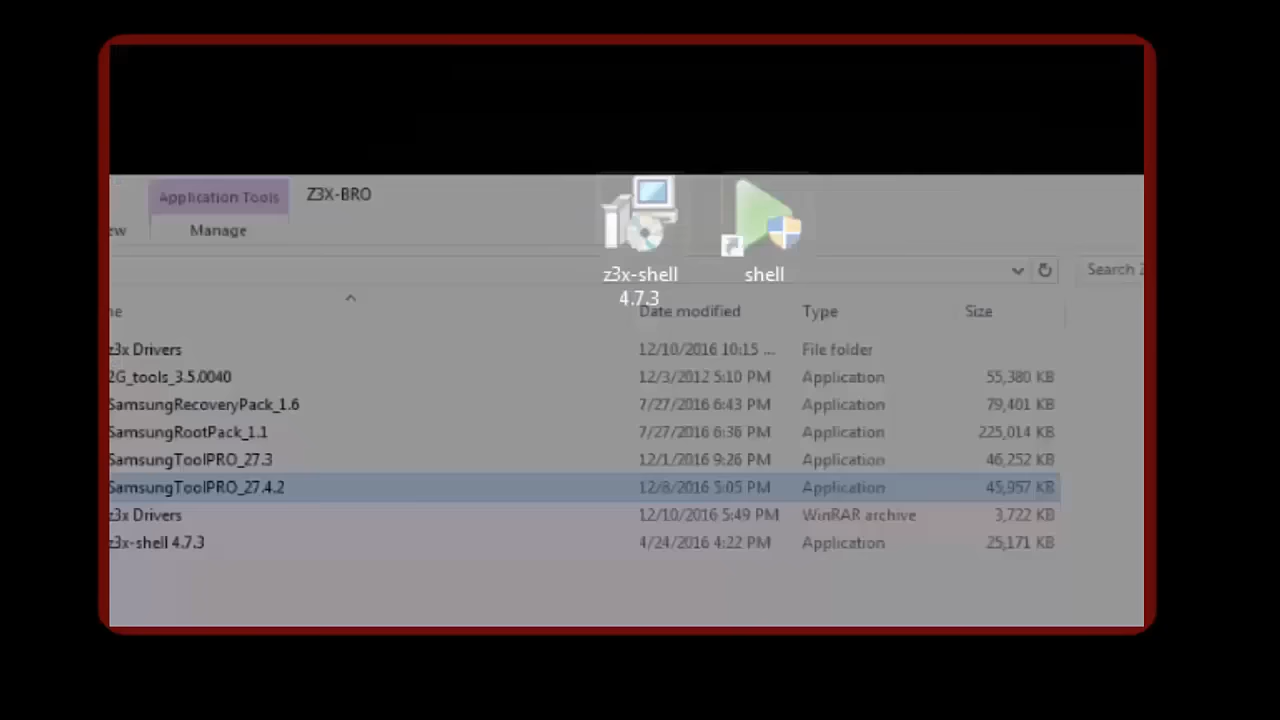 Application Tools Z3X-BRO
ew Manage
z3x-shell
4.7.3
shell
Search
ne Date modified Type Size
z3x Drivers 12/10/2016 10:15 ... File folder
2G_tools_3.5.0040 12/3/2012 5:10 PM Application 55,380 KB
SamsungRecoveryPack_1.6 7/27/2016 6:43 PM Application 79,401 KB
SamsungRootPack_1.1 7/27/2016 6:36 PM Application 225,014 KB
SamsungToolPRO_27.3 12/1/2016 9:26 PM Application 46,252 KB
SamsungToolPRO_27.4.2 12/8/2016 5:05 PM Application 45,957 KB
z3x Drivers 12/10/2016 5:49 PM WinRAR archive 3,722 KB
z3x-shell 4.7.3 4/24/2016 4:22 PM Application 25,171 KB